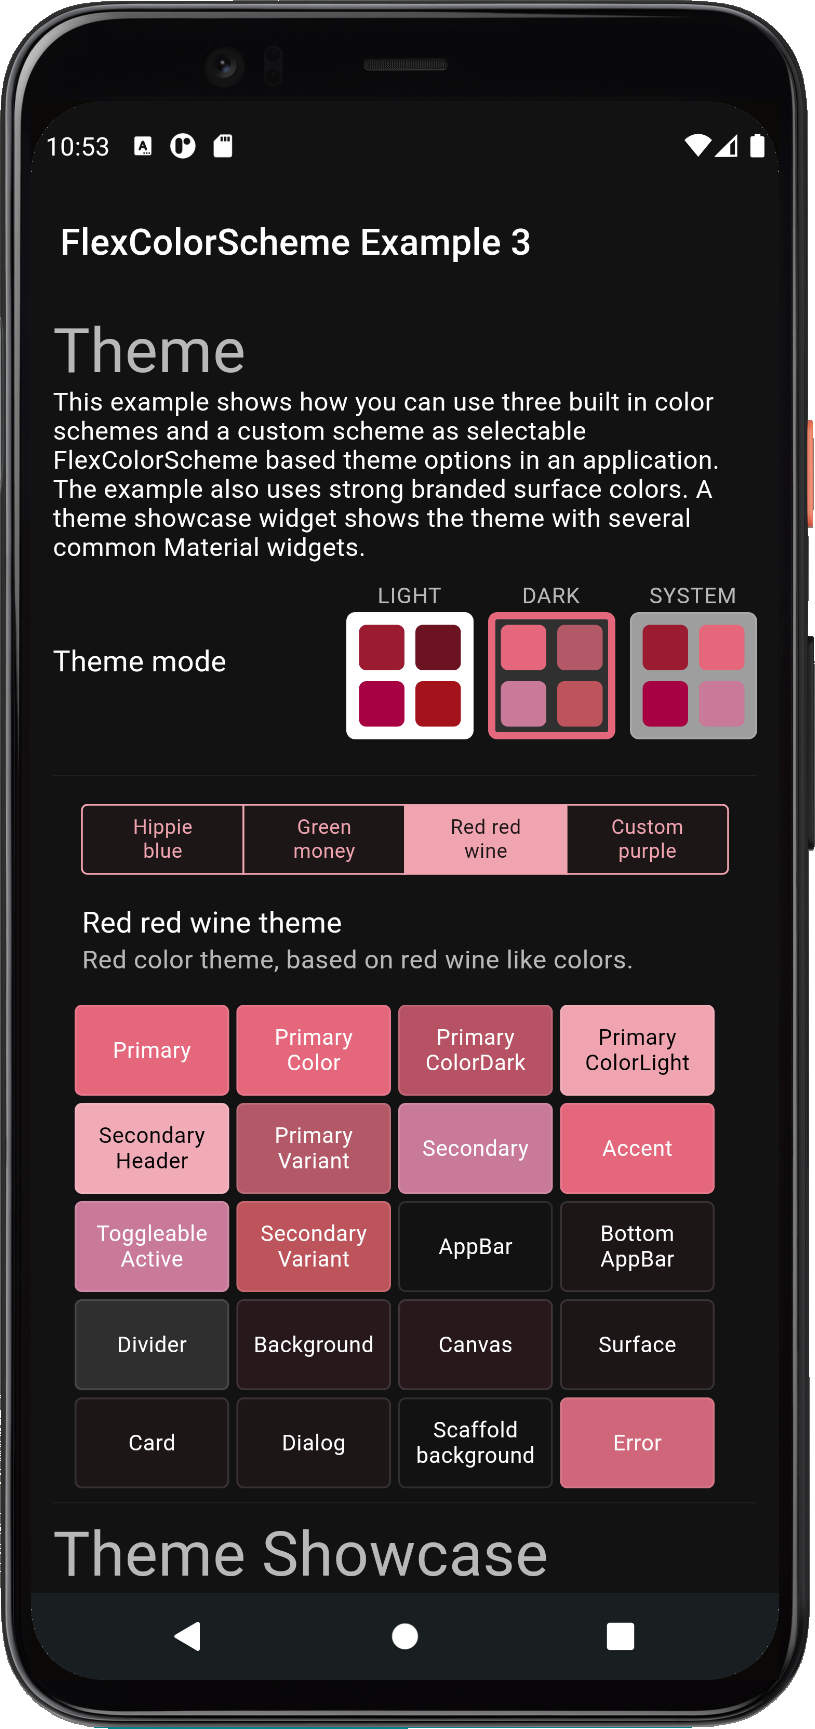 10:53
FlexColorScheme Example 3
Theme
This example shows how you can use three built in color
schemes and a custom scheme as selectable
FlexColorScheme based theme options in an application.
The example also uses strong branded surface colors. A
theme showcase widget shows the theme with several
common Material widgets.
LIGHT DARK SYSTEM
Theme mode
Hippie
blue
Green
money
Red red
wine
Custom
purple
Red red wine theme
Red color theme, based on red wine like colors.
Primary
Primary
Color
Primary
ColorDark
Primary
ColorLight
Secondary
Header
Primary
Variant
Secondary
Accent
Toggleable
Active
Secondary
Variant
AppBar
Bottom
AppBar
Divider
Background
Canvas
Surface
Card
Dialog
Scaffold
background
Error
Theme Showcase